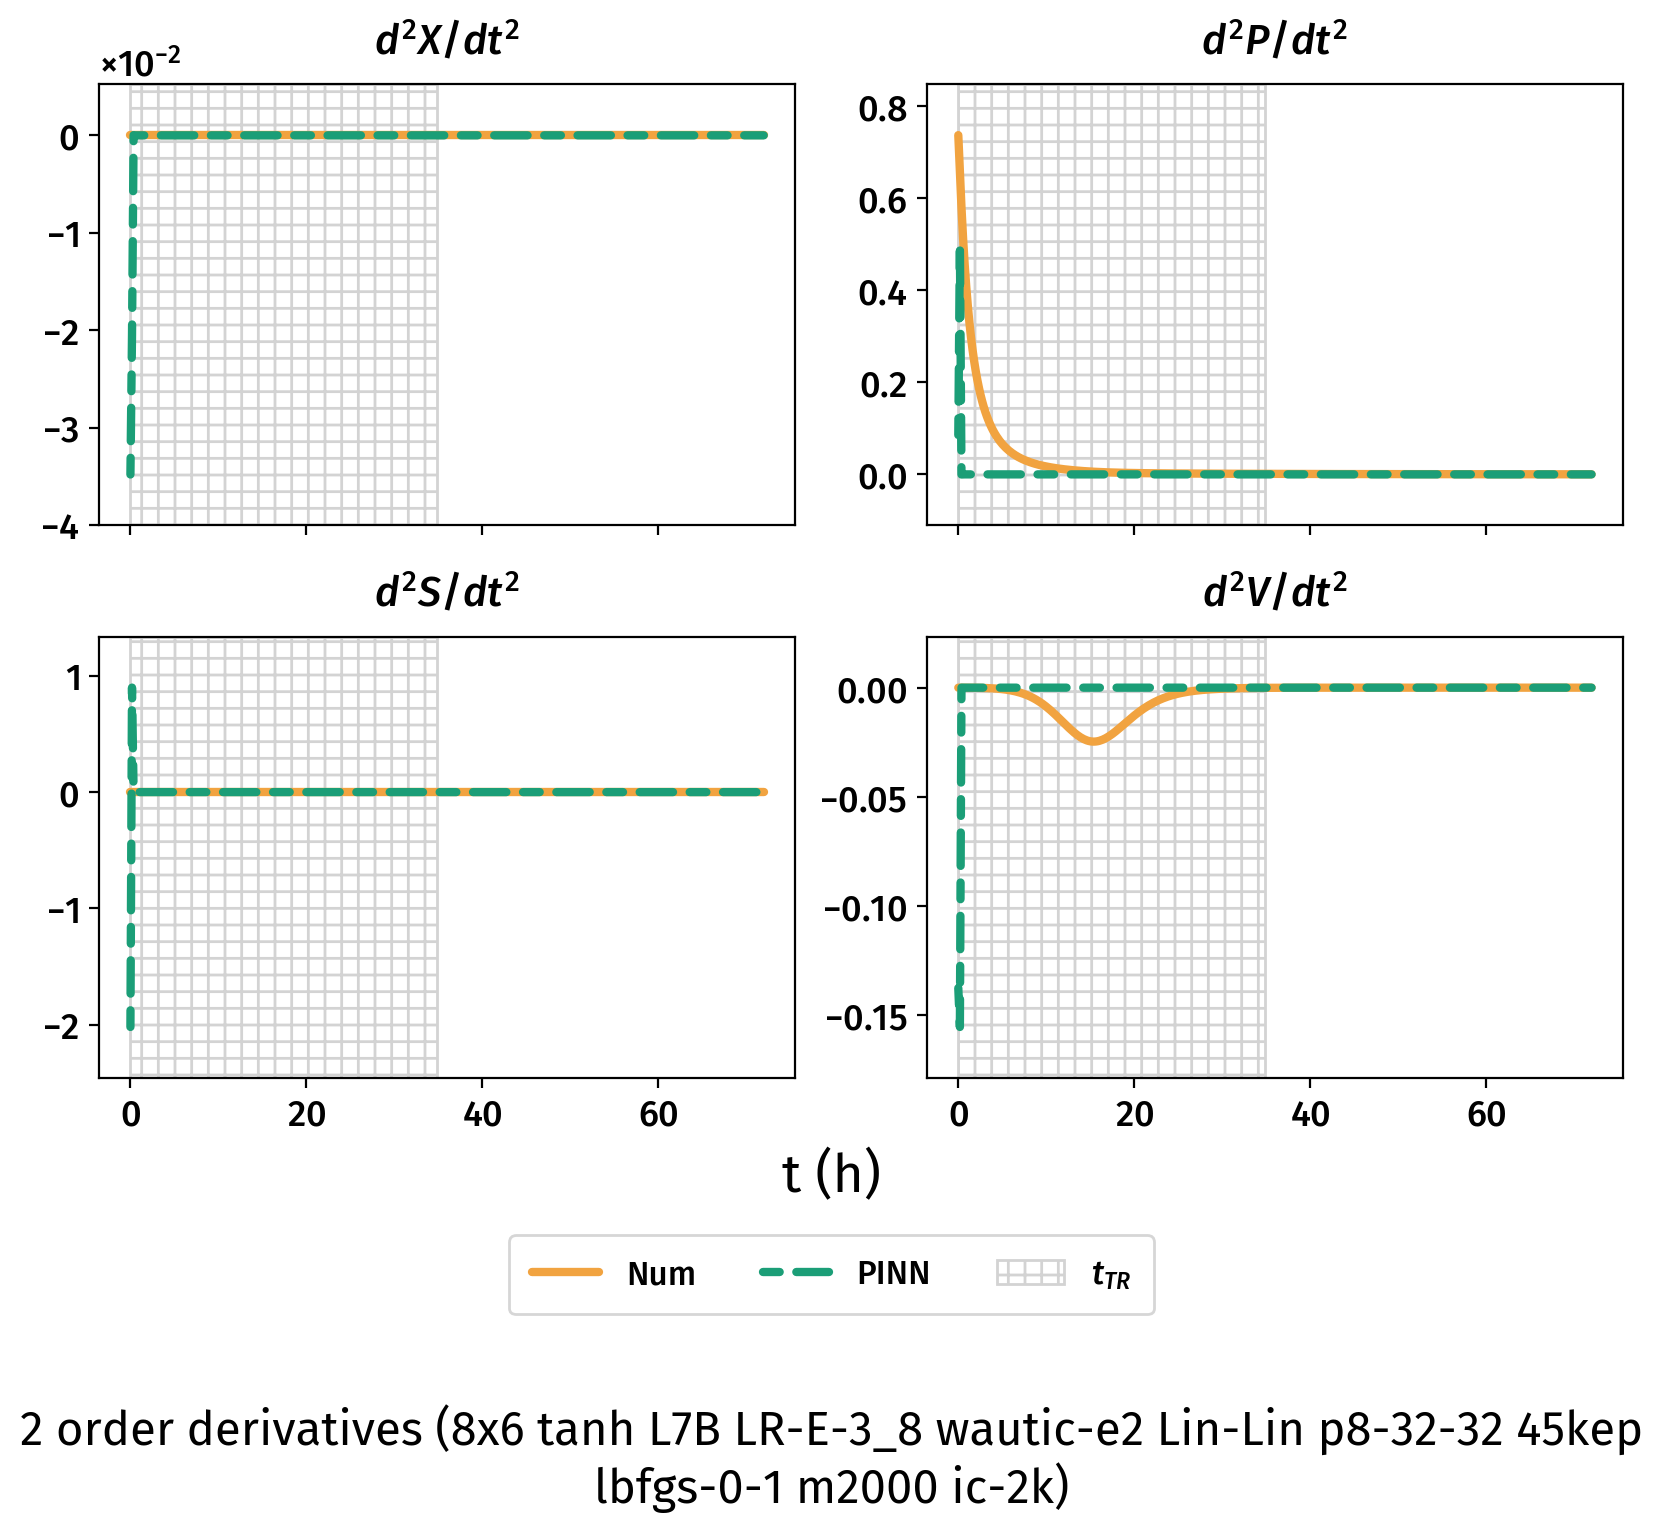 d²X/dt²
d²P/dt²
×10⁻²
0
−1
−2
−3
−4
0.8
0.6
0.4
0.2
0.0
d²S/dt²
d²V/dt²
1
0
−1
−2
0.00
−0.05
−0.10
−0.15
0 20 40 60
0 20 40 60
t (h)
Num PINN t_TR
2 order derivatives (8x6 tanh L7B LR-E-3_8 wautic-e2 Lin-Lin p8-32-32 45kep
lbfgs-0-1 m2000 ic-2k)